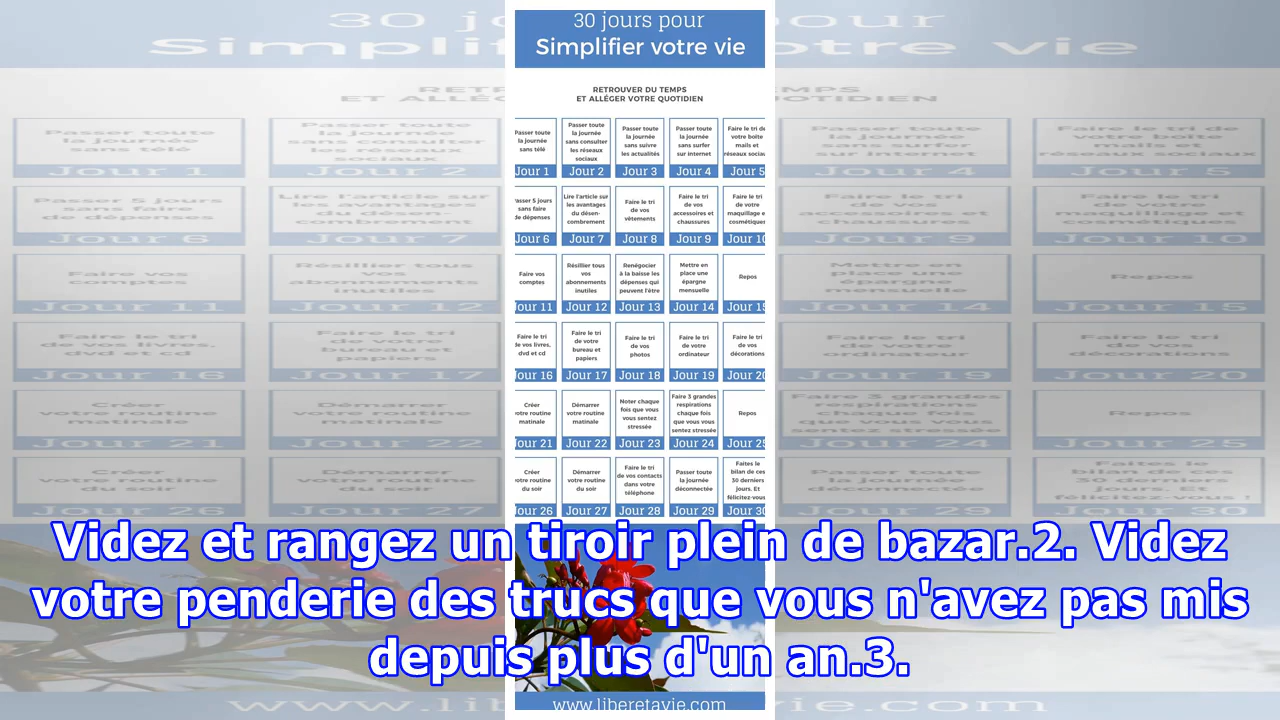 30 jours pour
Simplifier votre vie
RETROUVER DU TEMPS
ET ALLÉGER VOTRE QUOTIDIEN
Passer toute
la journée
sans télé
Jour 1
Passer toute
la journée
sans consulter
les réseaux
sociaux
Jour 2
Passer toute
la journée
sans suivre
les actualités
Jour 3
Passer toute
la journée
sans surfer
sur internet
Jour 4
Faire le tri de
votre boîte
mails et
réseaux sociaux
Jour 5
Passer 5 jours
sans faire
de dépenses
Jour 6
Lire l'article sur
les avantages
du désen-
combrement
Jour 7
Faire le tri
de vos
vêtements
Jour 8
Faire le tri
de vos
accessoires et
chaussures
Jour 9
Faire le tri
de votre
maquillage et
cosmétiques
Jour 10
Faire vos
comptes
Jour 11
Résillier tous
vos
abonnements
inutiles
Jour 12
Renégocier
à la baisse les
dépenses qui
peuvent l'être
Jour 13
Mettre en
place une
épargne
mensuelle
Jour 14
Repos
Jour 15
Faire le tri
de vos livres,
dvd et cd
Jour 16
Faire le tri
de votre
bureau et
papiers
Jour 17
Faire le tri
de vos
photos
Jour 18
Faire le tri
de votre
ordinateur
Jour 19
Faire le tri
de vos
décorations
Jour 20
Créer
votre routine
matinale
Jour 21
Démarrer
votre routine
matinale
Jour 22
Noter chaque
fois que vous
vous sentez
stressée
Jour 23
Faire 3 grandes
respirations
chaque fois
que vous vous
sentez stressée
Jour 24
Repos
Jour 25
Créer
votre routine
du soir
Jour 26
Démarrer
votre routine
du soir
Jour 27
Faire le tri
de vos contacts
dans votre
téléphone
Jour 28
Passer toute
la journée
déconnectée
Jour 29
Faites le
bilan de ces
30 derniers
jours. Et
félicitez-vous !
Jour 30
Videz et rangez un tiroir plein de bazar.2. Videz
votre penderie des trucs que vous n'avez pas mis
depuis plus d'un an.3.
www.liberetavie.com